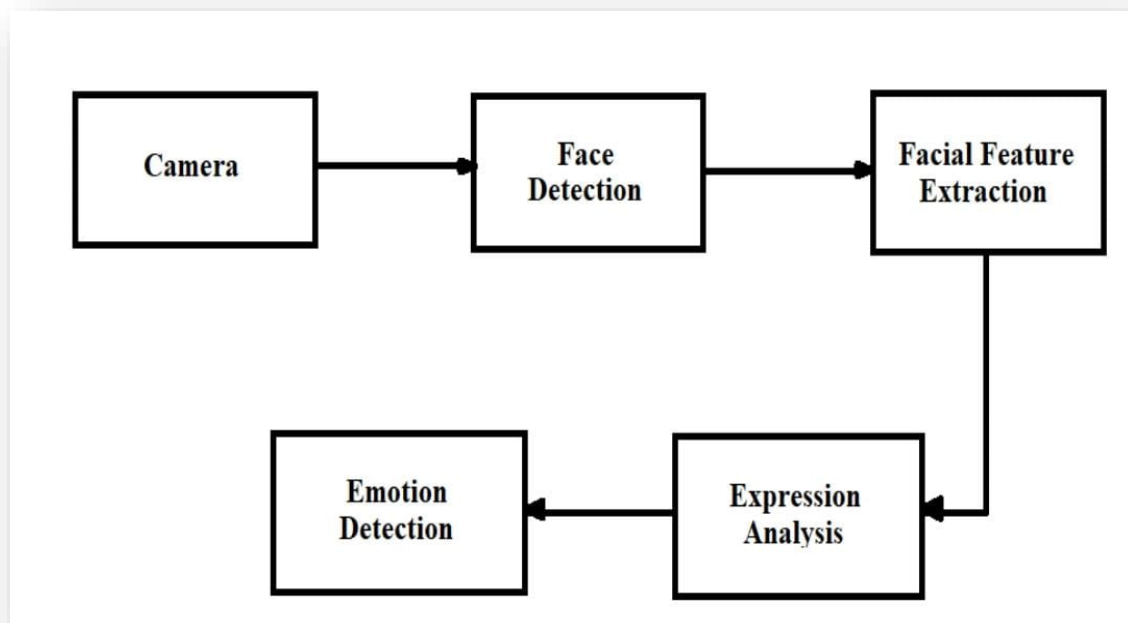 Camera
Face
Detection
Facial Feature
Extraction
Emotion
Detection
Expression
Analysis